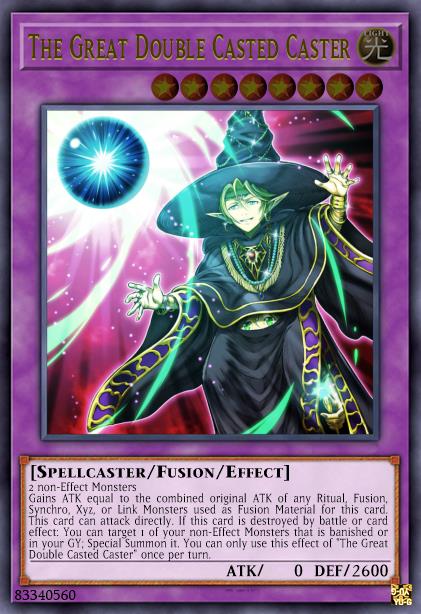 THE GREAT DOUBLE CASTED CASTER
LIGHT
光
[SPELLCASTER/FUSION/EFFECT]
2 non-Effect Monsters
Gains ATK equal to the combined original ATK of any Ritual, Fusion,
Synchro, Xyz, or Link Monsters used as Fusion Material for this card.
This card can attack directly. If this card is destroyed by battle or card
effect: You can target 1 of your non-Effect Monsters that is banished or
in your GY; Special Summon it. You can only use this effect of "The Great
Double Casted Caster" once per turn.
ATK/ 0 DEF/2600
83340560